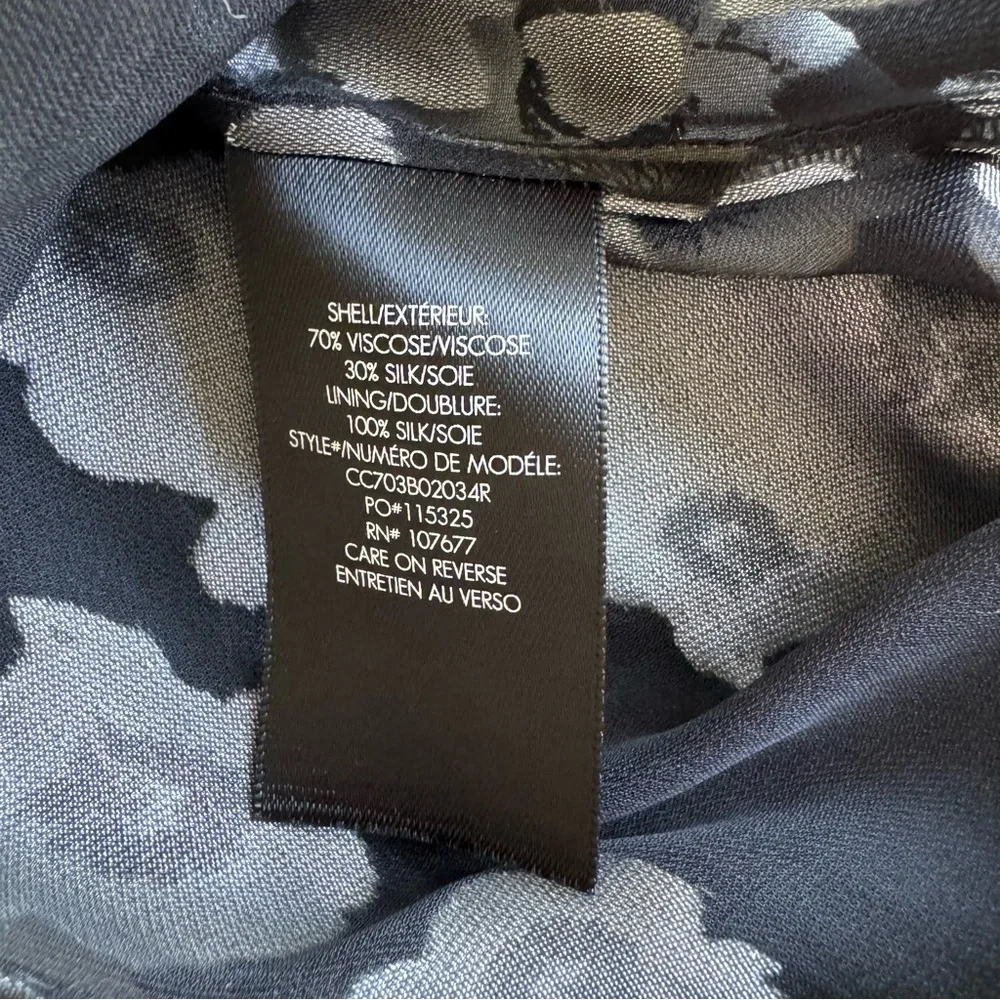 SHELL/EXTÉRIEUR:
70% VISCOSE/VISCOSE
30% SILK/SOIE
LINING/DOUBLURE:
100% SILK/SOIE
STYLE#/NUMÉRO DE MODÉLE:
CC703B02034R
PO#115325
RN# 107677
CARE ON REVERSE
ENTRETIEN AU VERSO